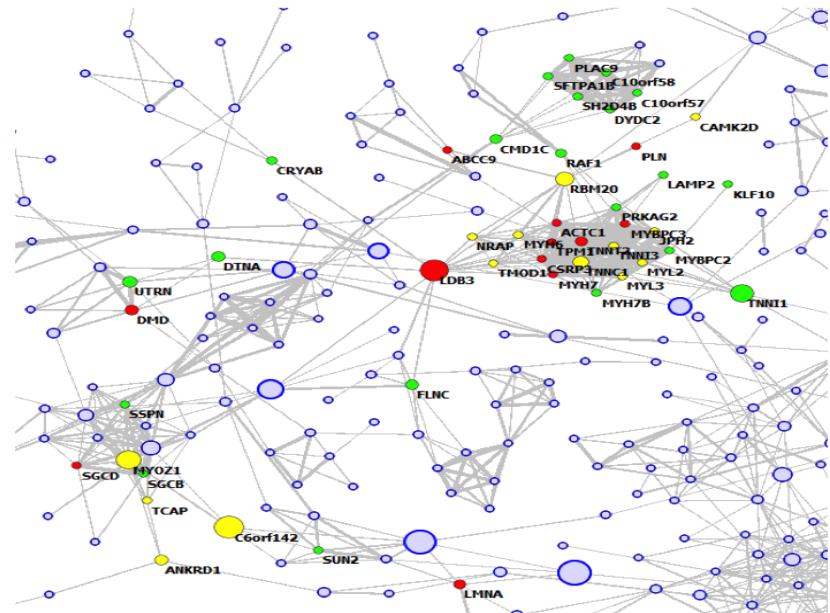 PLAC9
C10orf58
SFTPA1B
SH2D4B
C10orf57
DYDC2
CAMK2D
CMD1C
ABCC9
RAF1
PLN
CRYAB
RBM20
LAMP2
KLF10
PRKAG2
ACTC1
MYBPC3
NRAP
MYH6
JPH2
DTNA
TPM1
TNNT2
TNNI3
MYBPC2
LDB3
TMOD1
CSRP3
TNNC1
MYL2
UTRN
MYH7
MYL3
MYH7B
TNNI1
DMD
FLNC
SSPN
MYOZ1
SGCD
SGCB
TCAP
C6orf142
SUN2
ANKRD1
LMNA